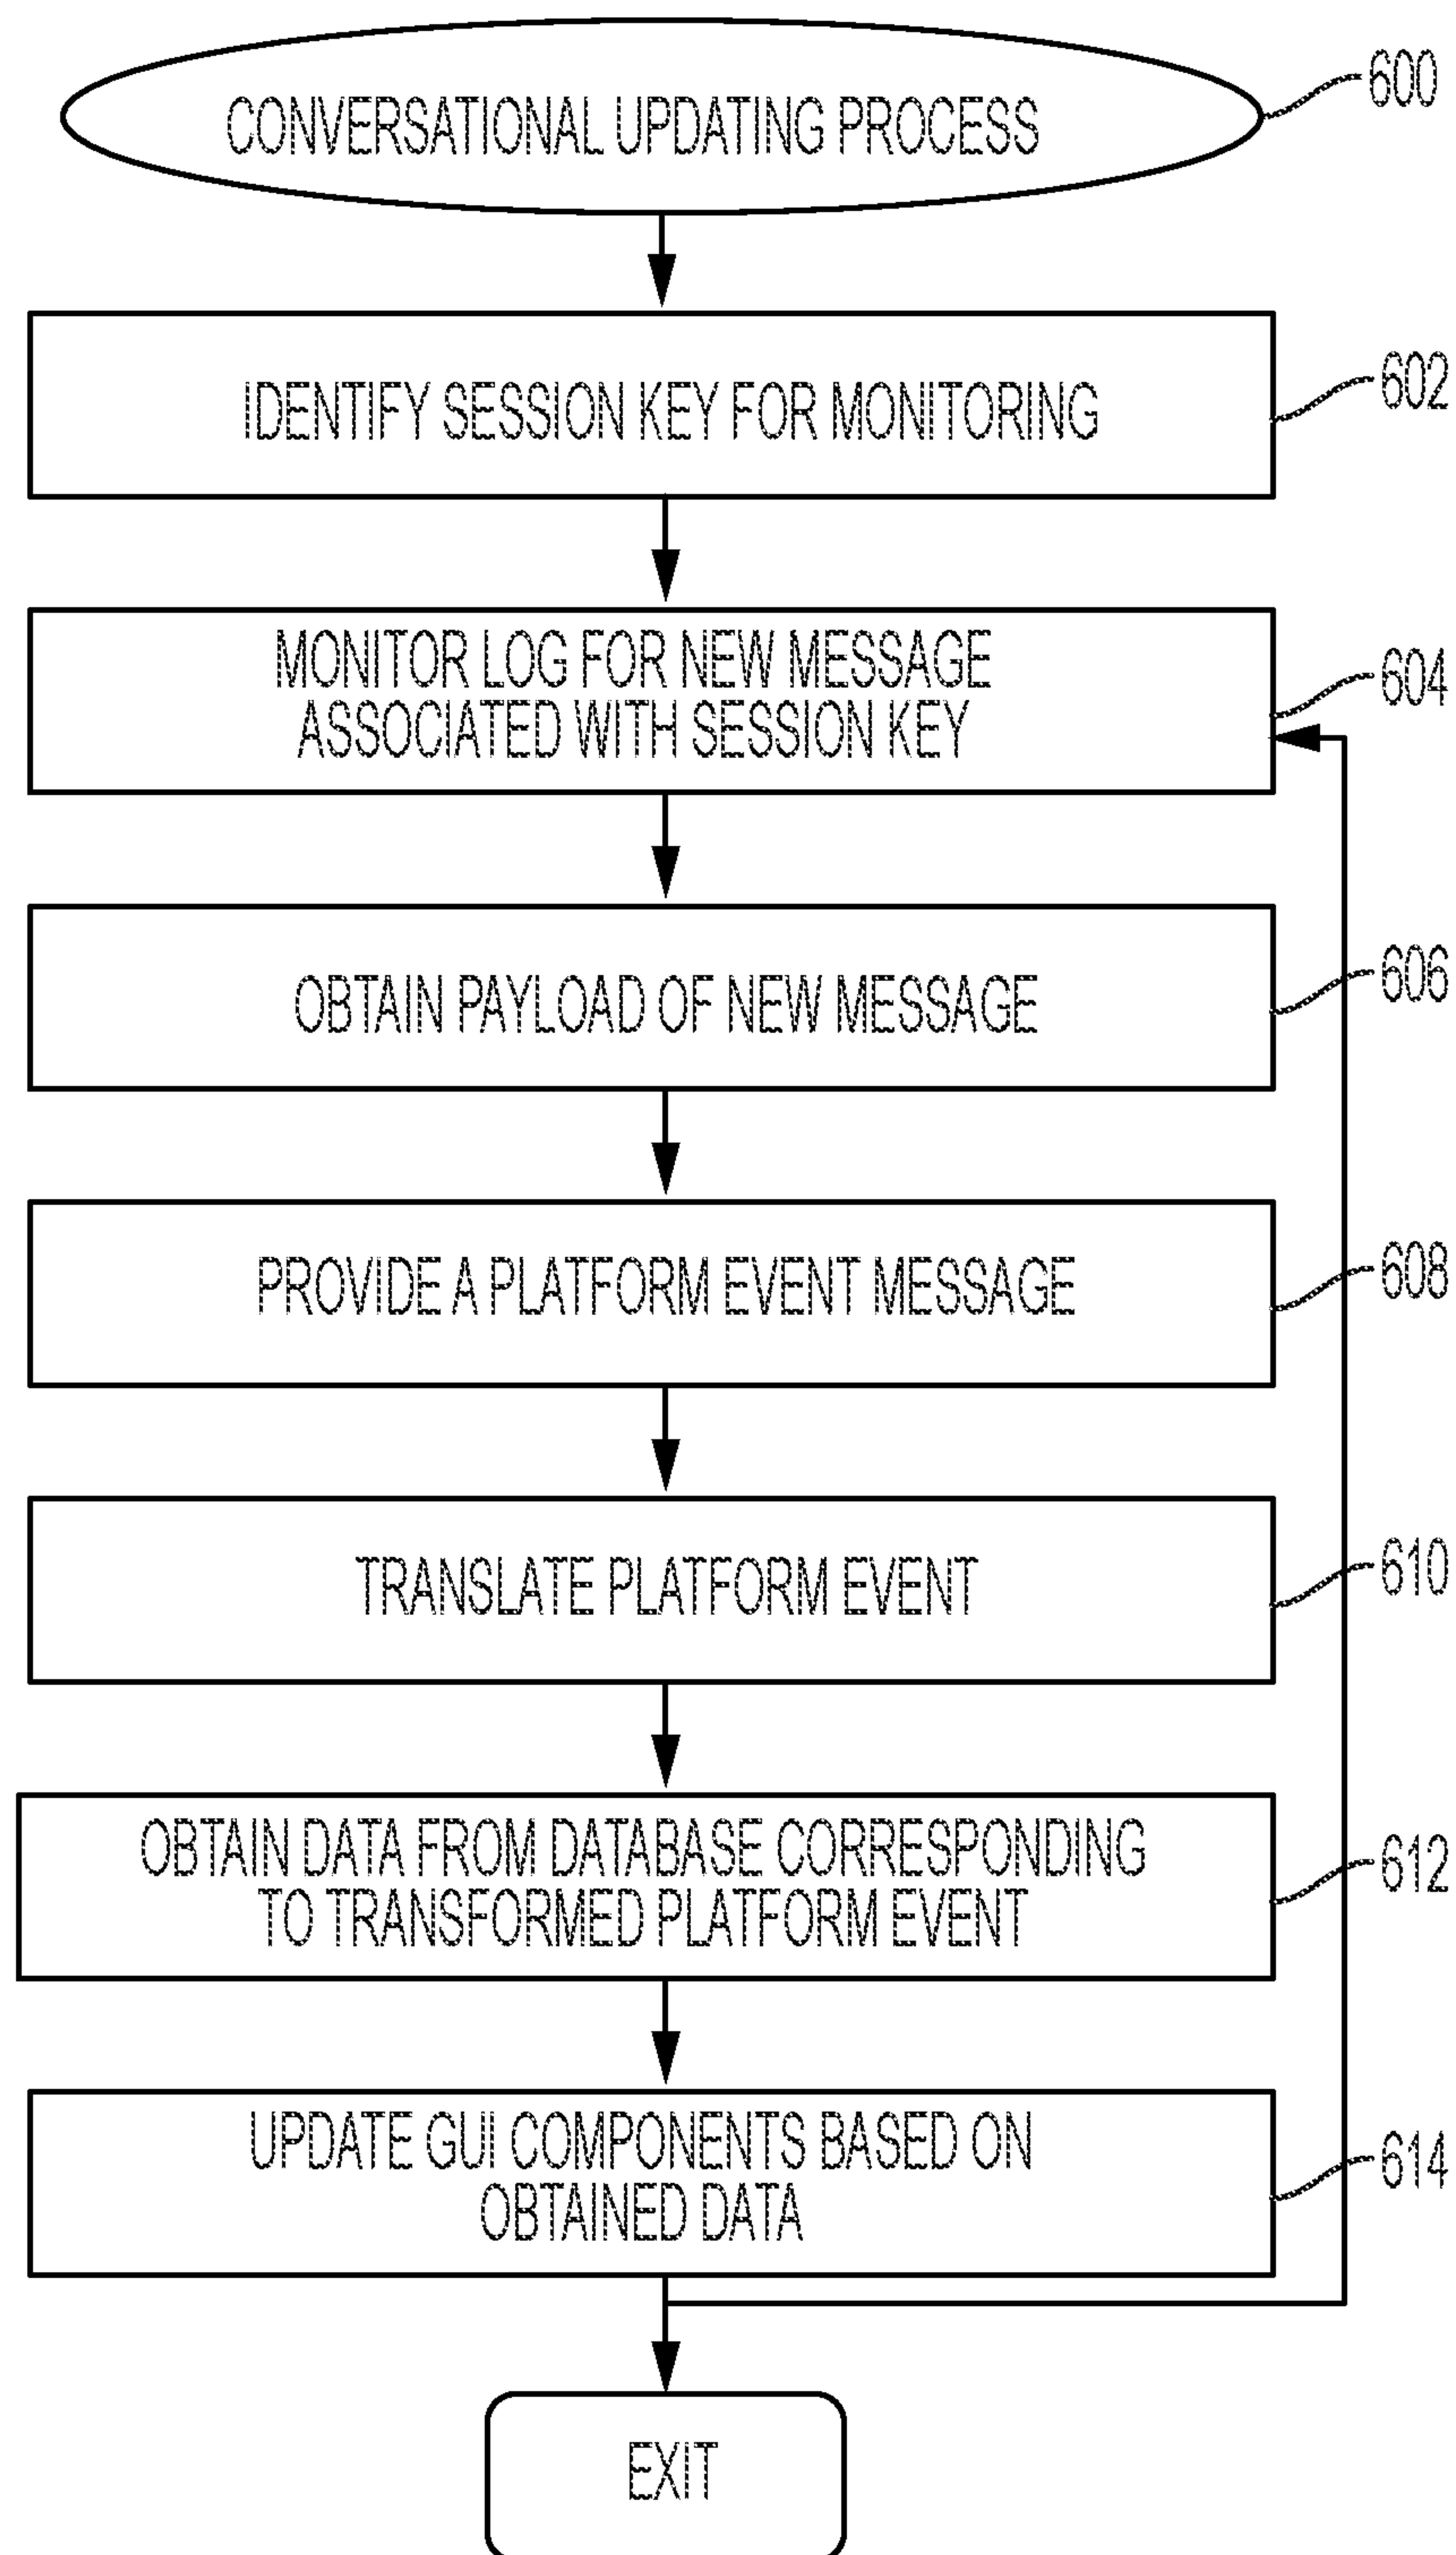 CONVERSATIONAL UPDATING PROCESS
600
IDENTIFY SESSION KEY FOR MONITORING
602
MONITOR LOG FOR NEW MESSAGE
ASSOCIATED WITH SESSION KEY
604
OBTAIN PAYLOAD OF NEW MESSAGE
606
PROVIDE A PLATFORM EVENT MESSAGE
608
TRANSLATE PLATFORM EVENT
610
OBTAIN DATA FROM DATABASE CORRESPONDING
TO TRANSFORMED PLATFORM EVENT
612
UPDATE GUI COMPONENTS BASED ON
OBTAINED DATA
614
EXIT